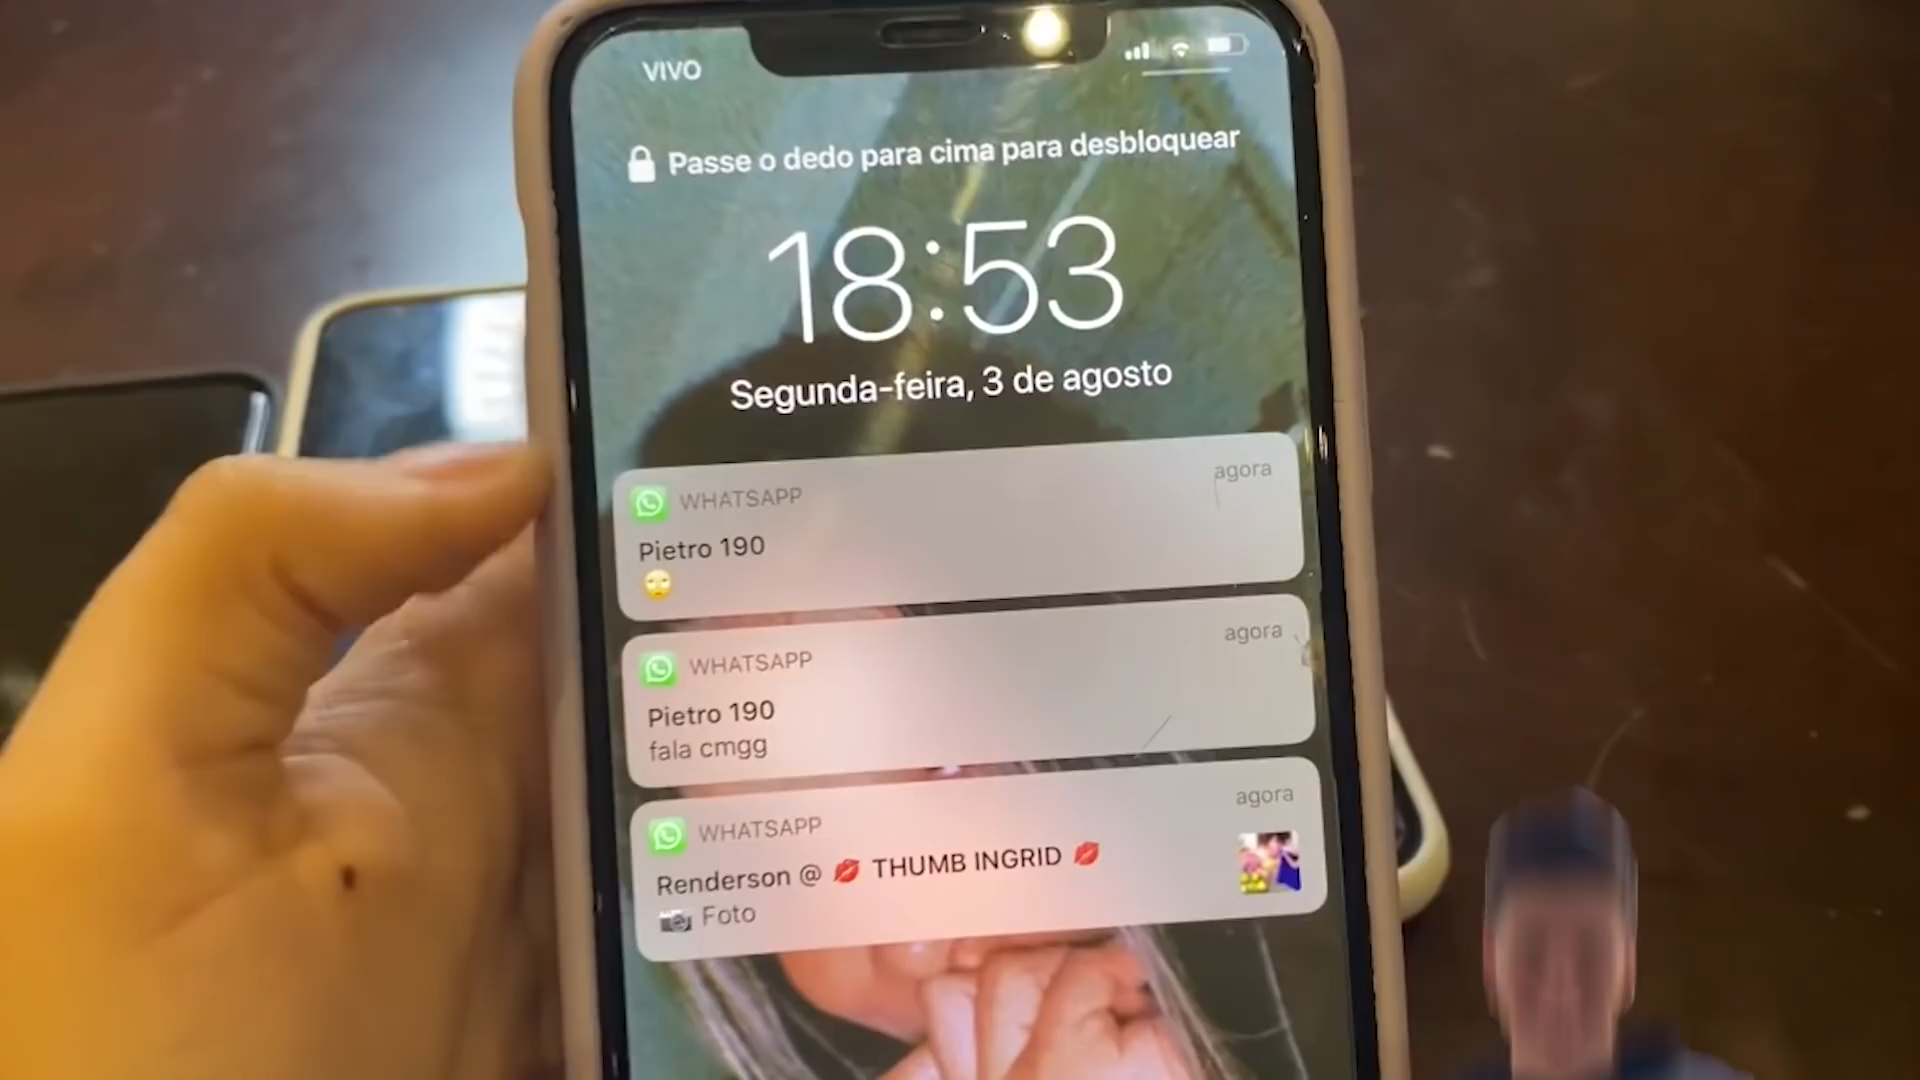 VIVO
Passe o dedo para cima para desbloquear
18:53
Segunda-feira, 3 de agosto
WHATSAPP
agora
Pietro 190
🙄
WHATSAPP
agora
Pietro 190
fala cmgg
WHATSAPP
agora
Renderson @ 💋 THUMB INGRID 💋
📷 Foto